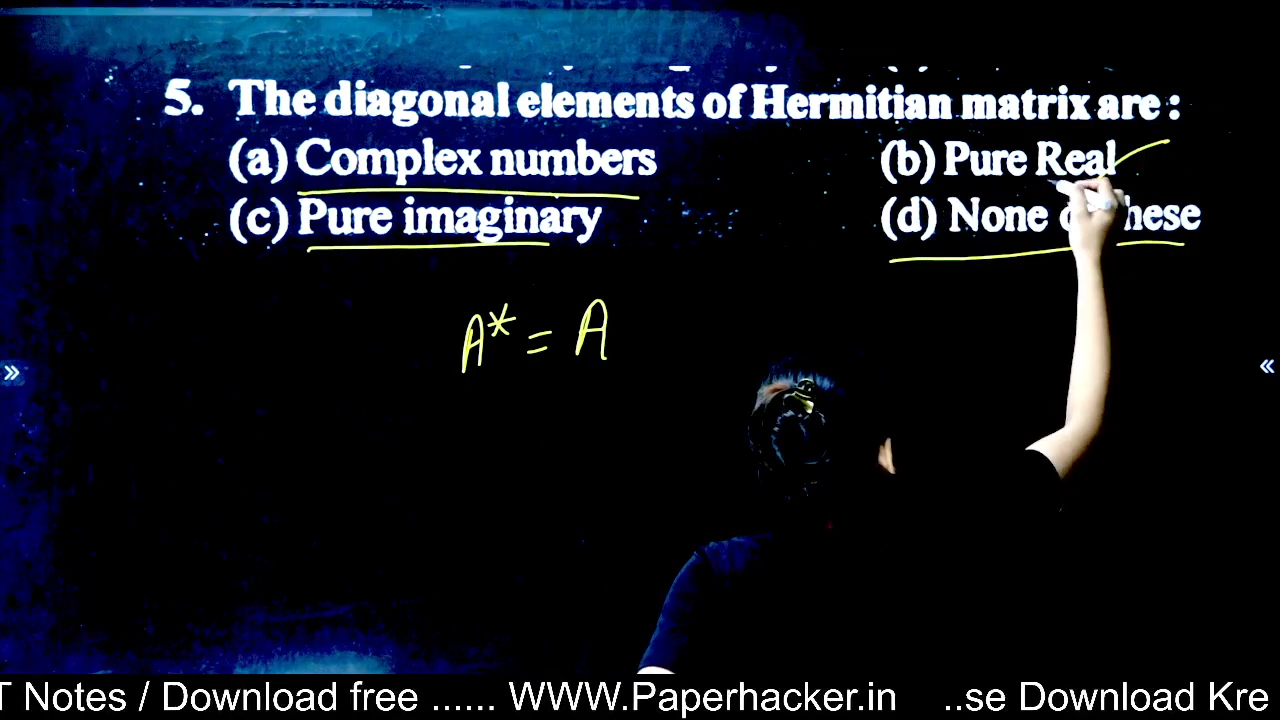 5. The diagonal elements of Hermitian matrix are :
(a) Complex numbers (b) Pure Real
(c) Pure imaginary (d) None hese
A* = A
»
«
T Notes / Download free ...... WWW.Paperhacker.in ..se Download Kre